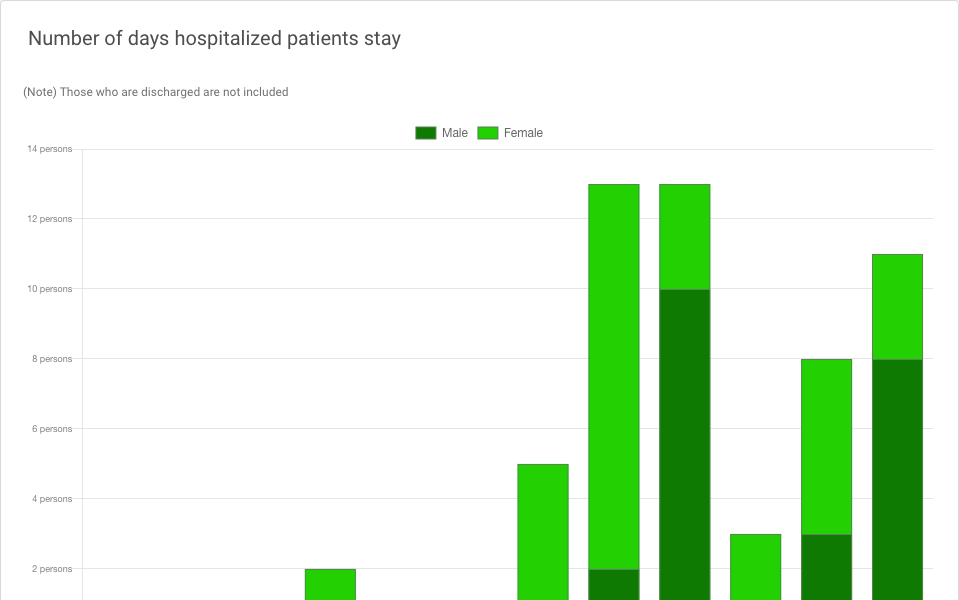 Number of days hospitalized patients stay
(Note) Those who are discharged are not included
Male Female
14 persons
12 persons
10 persons
8 persons
6 persons
4 persons
2 persons